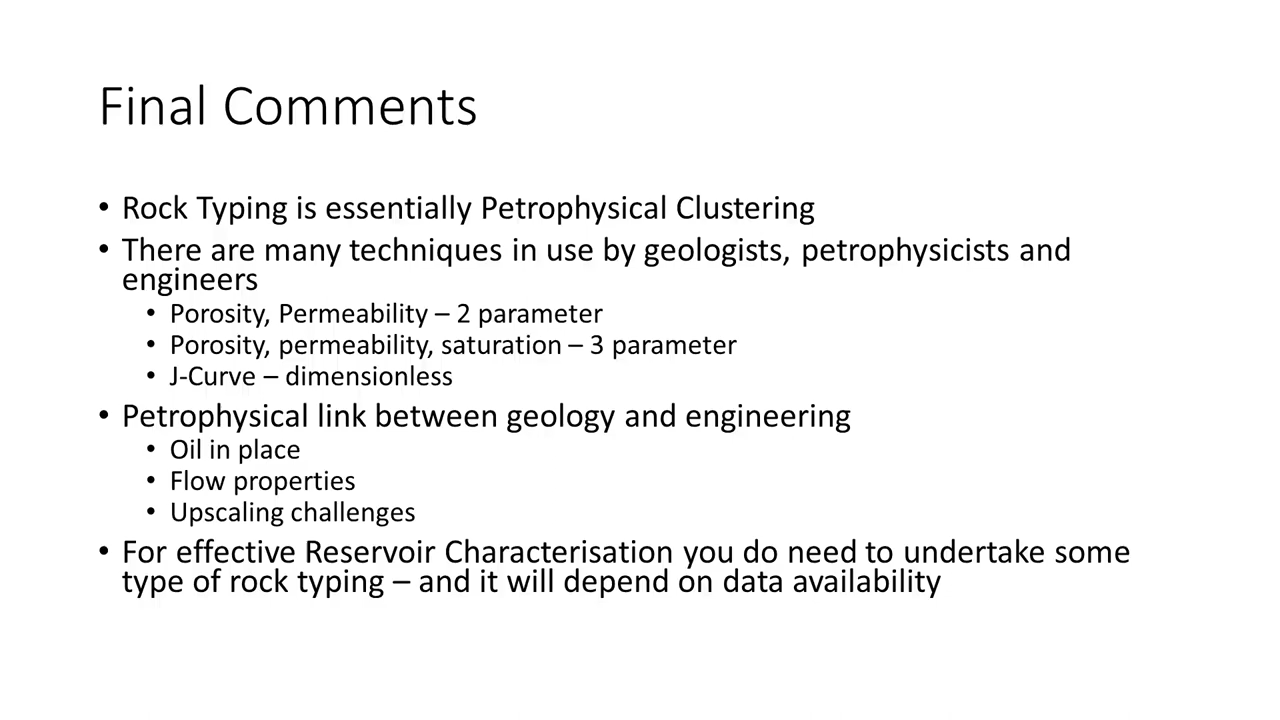 Final Comments
• Rock Typing is essentially Petrophysical Clustering
• There are many techniques in use by geologists, petrophysicists and
engineers
• Porosity, Permeability – 2 parameter
• Porosity, permeability, saturation – 3 parameter
• J-Curve – dimensionless
• Petrophysical link between geology and engineering
• Oil in place
• Flow properties
• Upscaling challenges
• For effective Reservoir Characterisation you do need to undertake some
type of rock typing – and it will depend on data availability